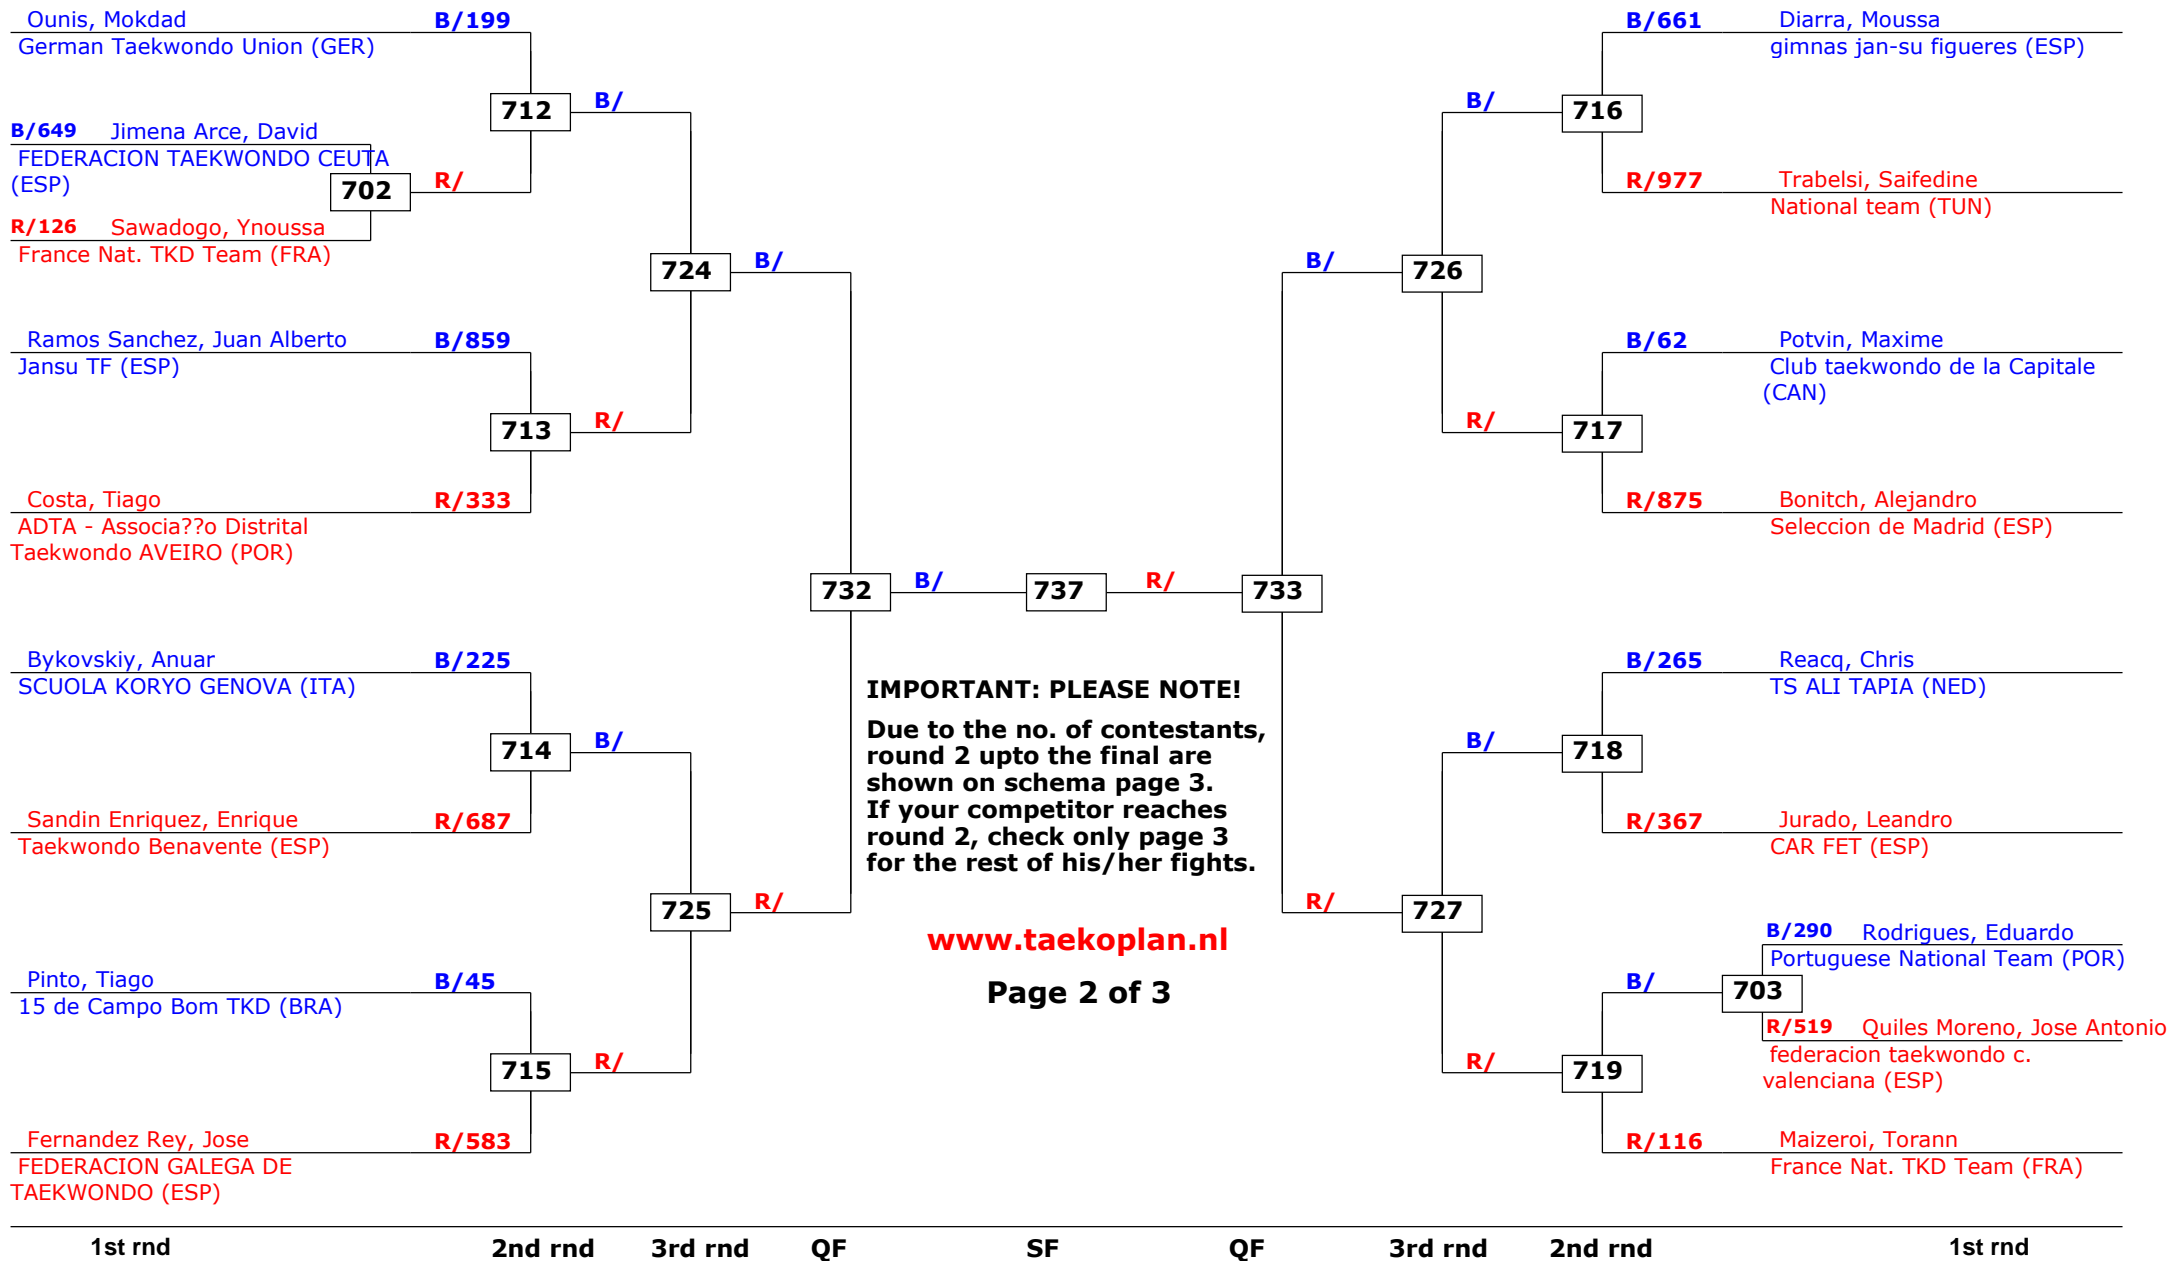 Ounis, Mokdad B/199
German Taekwondo Union (GER)
712 B/
B/649 Jimena Arce, David
FEDERACION TAEKWONDO CEUTA
(ESP)
702 R/
R/126 Sawadogo, Ynoussa
France Nat. TKD Team (FRA)
724 B/
Ramos Sanchez, Juan Alberto B/859
Jansu TF (ESP)
713 R/
Costa, Tiago R/333
ADTA - Associa??o Distrital
Taekwondo AVEIRO (POR)
732 B/
Bykovskiy, Anuar B/225
SCUOLA KORYO GENOVA (ITA)
714 B/
Sandin Enriquez, Enrique R/687
Taekwondo Benavente (ESP)
725 R/
Pinto, Tiago B/45
15 de Campo Bom TKD (BRA)
715 R/
Fernandez Rey, Jose R/583
FEDERACION GALEGA DE
TAEKWONDO (ESP)
737
IMPORTANT: PLEASE NOTE!
Due to the no. of contestants,
round 2 upto the final are
shown on schema page 3.
If your competitor reaches
round 2, check only page 3
for the rest of his/her fights.
www.taekoplan.nl
Page 2 of 3
B/661 Diarra, Moussa
gimnas jan-su figueres (ESP)
B/ 716
R/977 Trabelsi, Saifedine
National team (TUN)
B/ 726
B/62 Potvin, Maxime
Club taekwondo de la Capitale
(CAN)
R/ 717
R/875 Bonitch, Alejandro
Seleccion de Madrid (ESP)
R/ 733
B/265 Reacq, Chris
TS ALI TAPIA (NED)
B/ 718
R/367 Jurado, Leandro
CAR FET (ESP)
R/ 727
B/290 Rodrigues, Eduardo
Portuguese National Team (POR)
B/ 703
R/519 Quiles Moreno, Jose Antonio
federacion taekwondo c.
valenciana (ESP)
R/ 719
R/116 Maizeroi, Torann
France Nat. TKD Team (FRA)
1st rnd 2nd rnd 3rd rnd QF SF QF 3rd rnd 2nd rnd 1st rnd